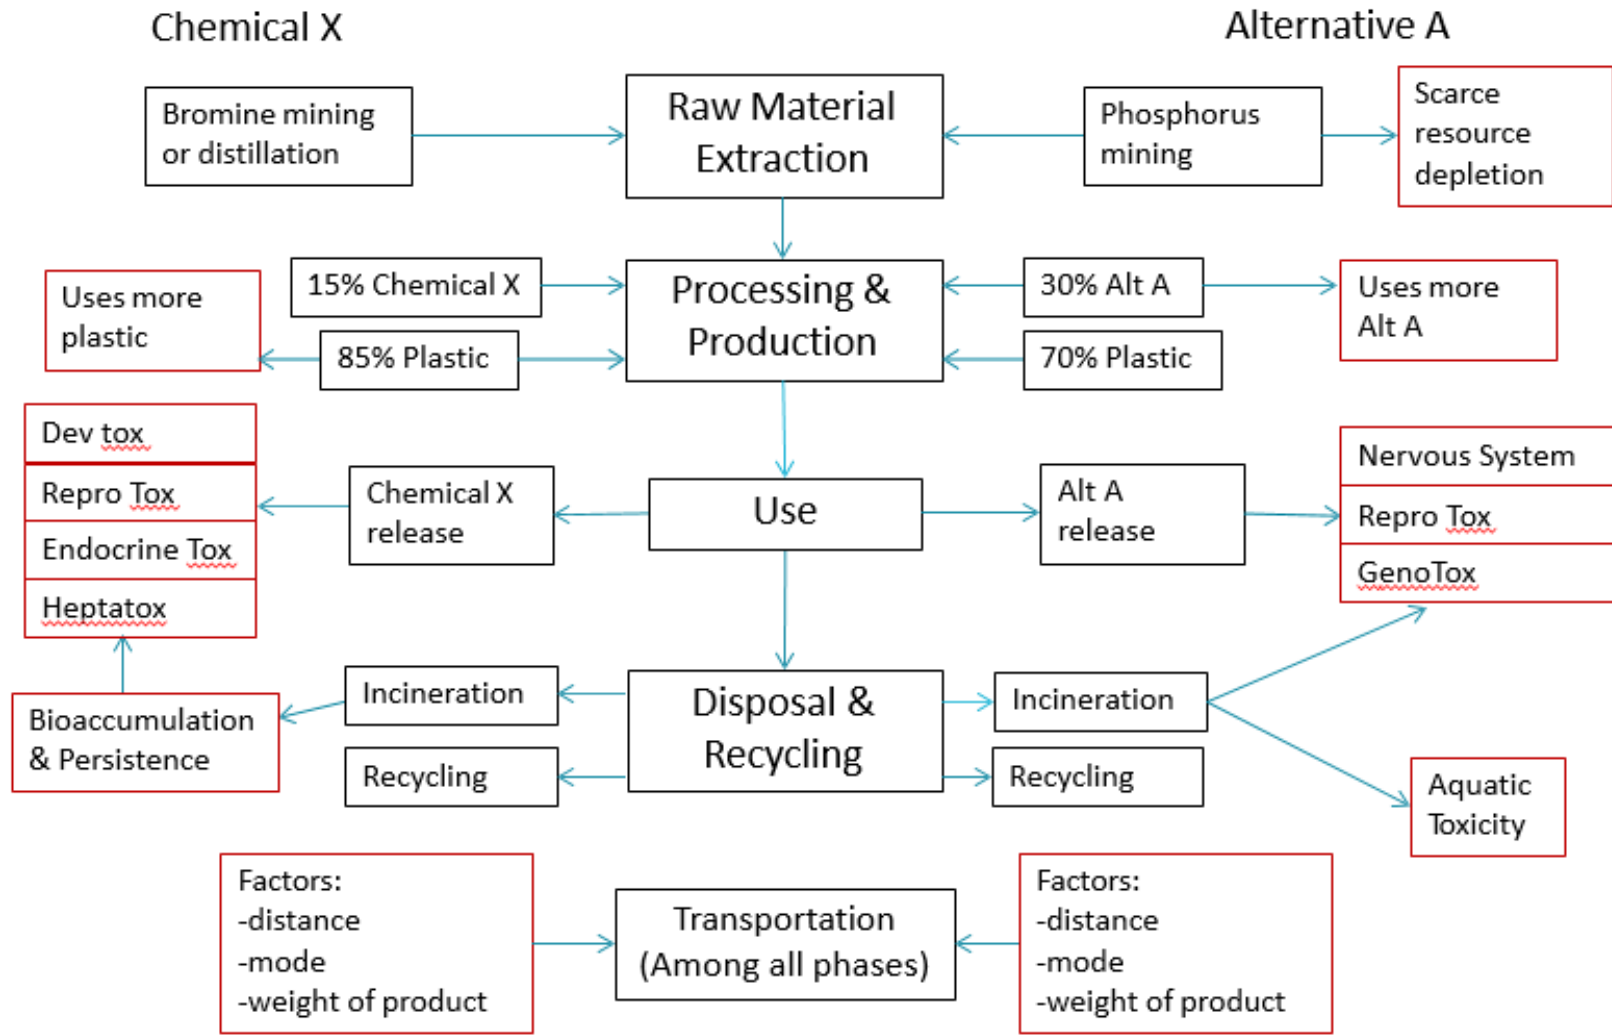 Chemical X
Alternative A
Bromine mining
or distillation
Raw Material
Extraction
Phosphorus
mining
Scarce
resource
depletion
Uses more
plastic
15% Chemical X
85% Plastic
Processing &
Production
30% Alt A
70% Plastic
Uses more
Alt A
Dev tox
Repro Tox
Endocrine Tox
Heptatox
Chemical X
release
Use
Alt A
release
Nervous System
Repro Tox
GenoTox
Bioaccumulation
& Persistence
Incineration
Recycling
Disposal &
Recycling
Incineration
Recycling
Aquatic
Toxicity
Factors:
-distance
-mode
-weight of product
Transportation
(Among all phases)
Factors:
-distance
-mode
-weight of product